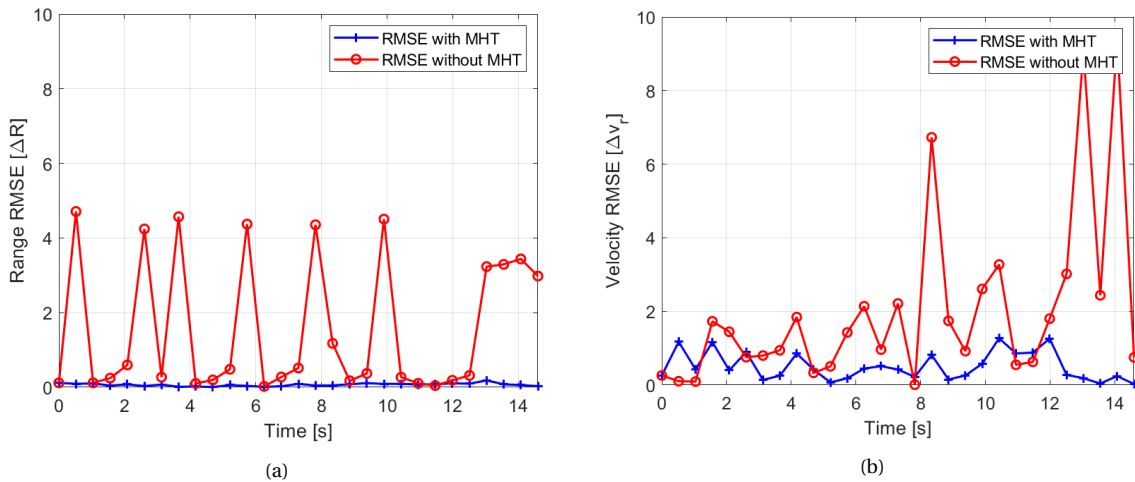 10
8
6
4
2
0
Range RMSE [ΔR]
RMSE with MHT
RMSE without MHT
0 2 4 6 8 10 12 14
Time [s]
(a)
10
8
6
4
2
0
Velocity RMSE [Δv_r]
RMSE with MHT
RMSE without MHT
0 2 4 6 8 10 12 14
Time [s]
(b)